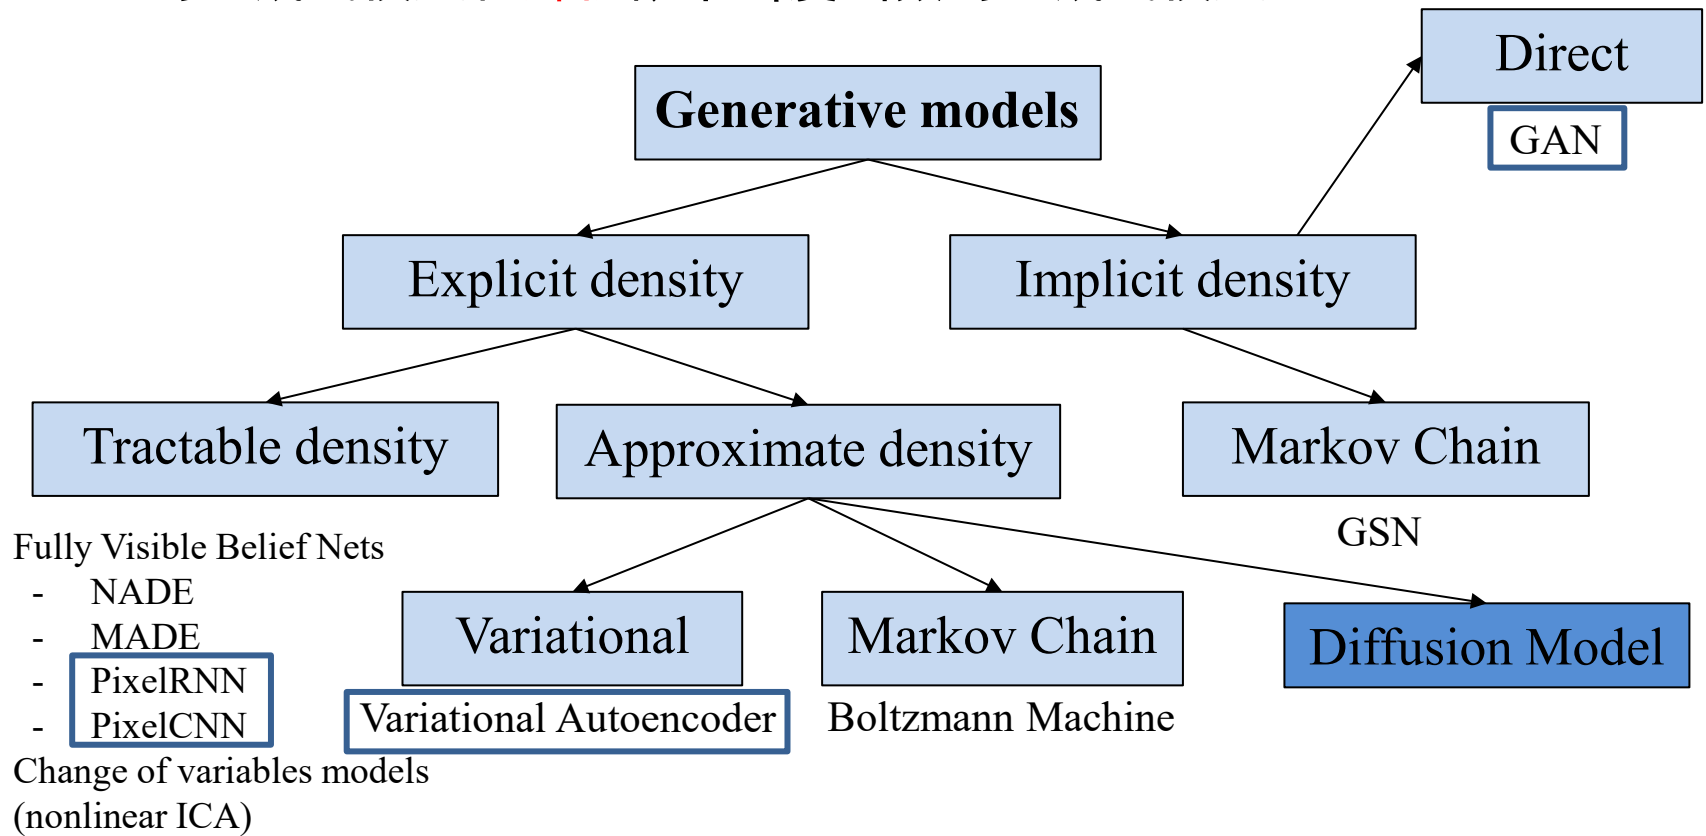 Direct
Generative models
GAN
Explicit density
Implicit density
Tractable density
Approximate density
Markov Chain
GSN
Fully Visible Belief Nets
- NADE
- MADE
- PixelRNN
- PixelCNN
Change of variables models
(nonlinear ICA)
Variational
Markov Chain
Diffusion Model
Variational Autoencoder
Boltzmann Machine